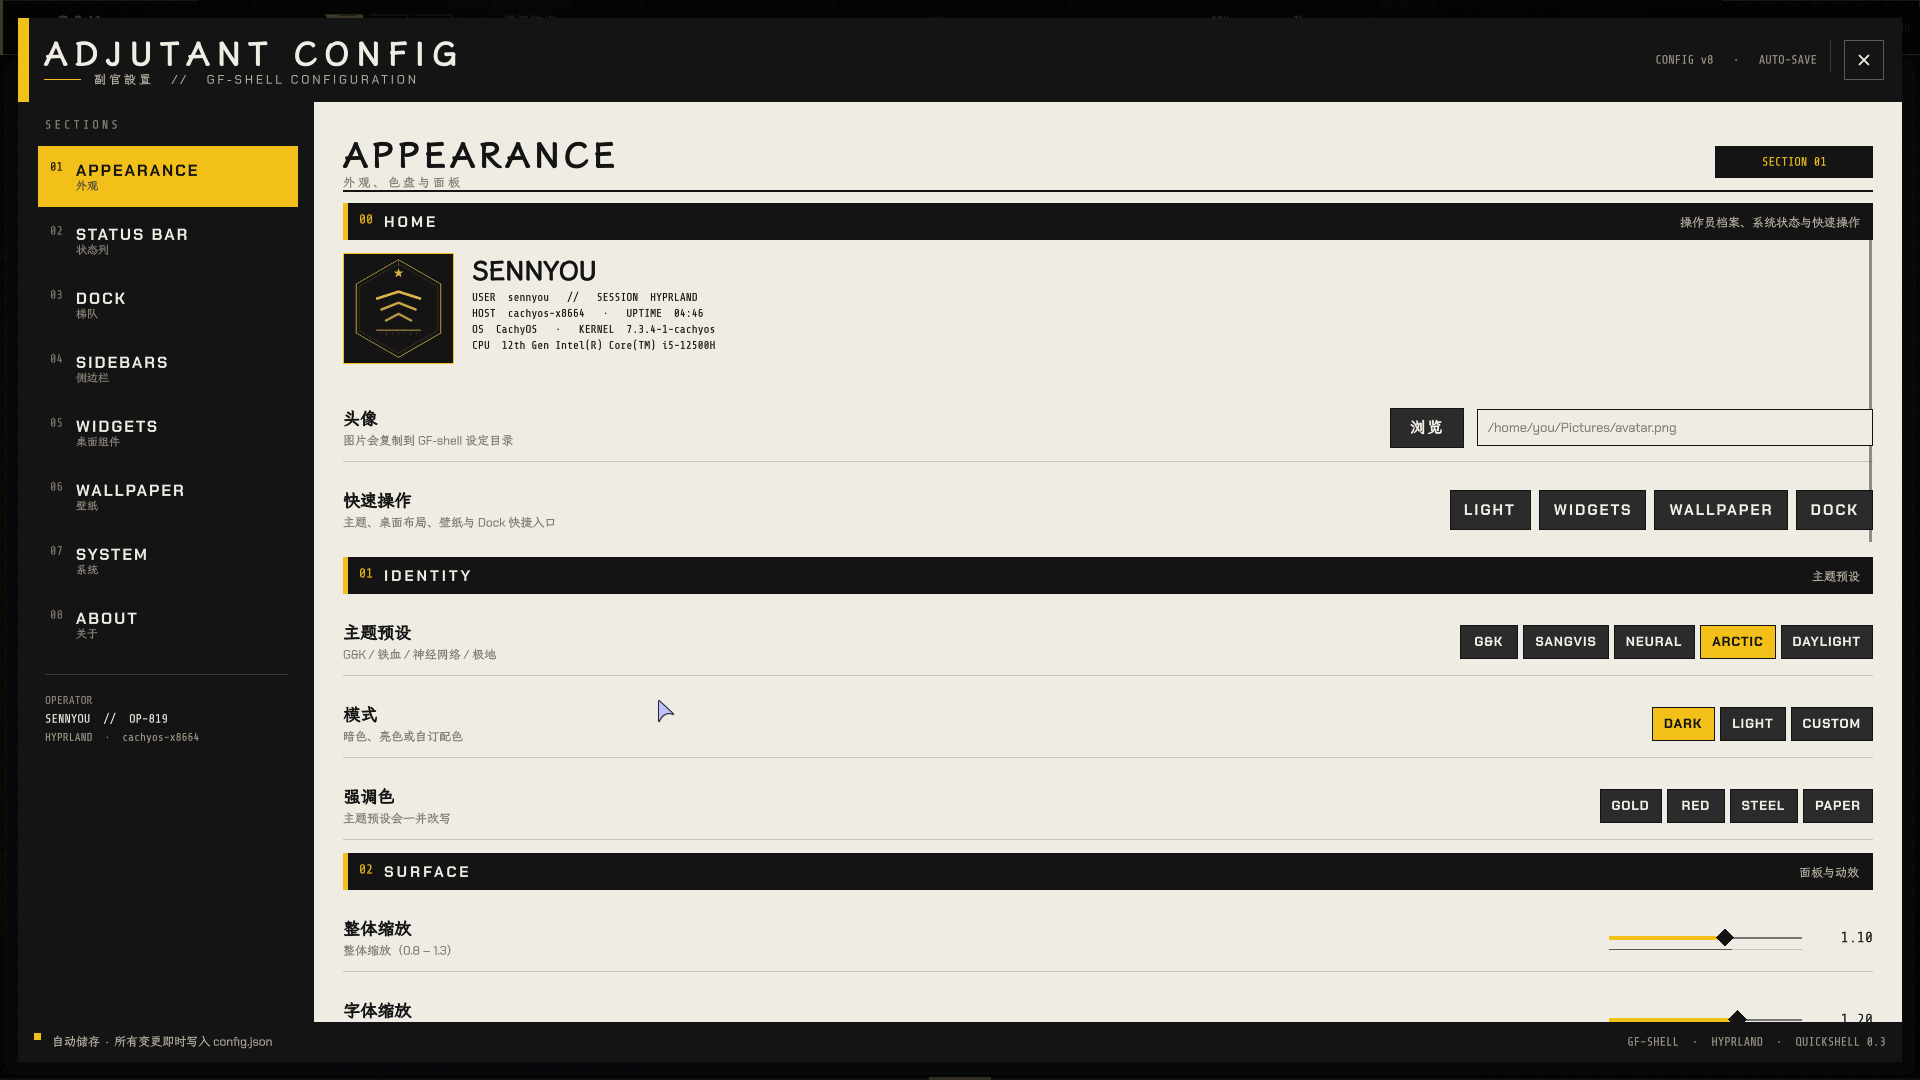 ADJUTANT CONFIG
副官設置 // GF-SHELL CONFIGURATION
CONFIG v8 · AUTO-SAVE
SECTIONS
01 APPEARANCE
外观
02 STATUS BAR
状态列
03 DOCK
梯队
04 SIDEBARS
侧边栏
05 WIDGETS
桌面组件
06 WALLPAPER
壁纸
07 SYSTEM
系统
08 ABOUT
关于
OPERATOR
SENNYOU // OP-819
HYPRLAND · cachyos-x8664
APPEARANCE
外观、色盘与面板
SECTION 01
00 HOME
操作员档案、系统状态与快速操作
SENNYOU
USER sennyou // SESSION HYPRLAND
HOST cachyos-x8664 · UPTIME 04:46
OS CachyOS · KERNEL 7.3.4-1-cachyos
CPU 12th Gen Intel(R) Core(TM) i5-12500H
头像
图片会复制到 GF-shell 设定目录
浏览
/home/you/Pictures/avatar.png
快速操作
主题、桌面布局、壁纸与 Dock 快捷入口
LIGHT WIDGETS WALLPAPER DOCK
01 IDENTITY
主题预设
主题预设
G&K / 铁血 / 神经网络 / 极地
G&K SANGVIS NEURAL ARCTIC DAYLIGHT
模式
暗色、亮色或自订配色
DARK LIGHT CUSTOM
强调色
主题预设会一并改写
GOLD RED STEEL PAPER
02 SURFACE
面板与动效
整体缩放
整体缩放（0.8 – 1.3）
1.10
字体缩放
1.20
自动储存 · 所有变更即时写入 config.json
GF-SHELL · HYPRLAND · QUICKSHELL 0.3